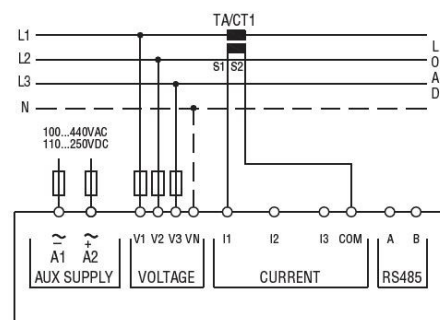 TA/CT1
L1
L2
L3
N
S1 S2
LOAD
100...440VAC
110...250VDC
V1 V2 V3 VN I1 I2 I3 COM A B
A1 A2
AUX SUPPLY VOLTAGE CURRENT RS485